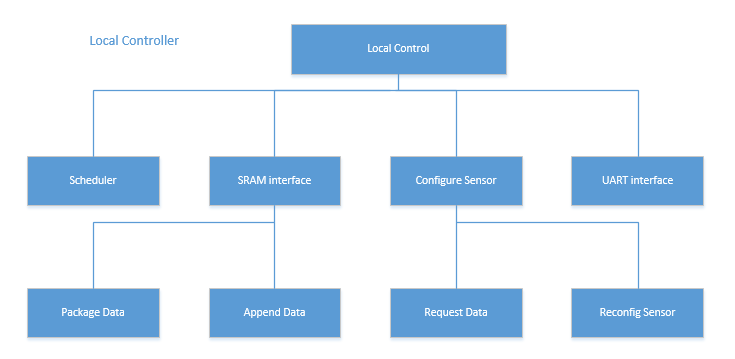 Local Controller
Local Control
Scheduler
SRAM interface
Configure Sensor
UART interface
Package Data
Append Data
Request Data
Reconfig Sensor